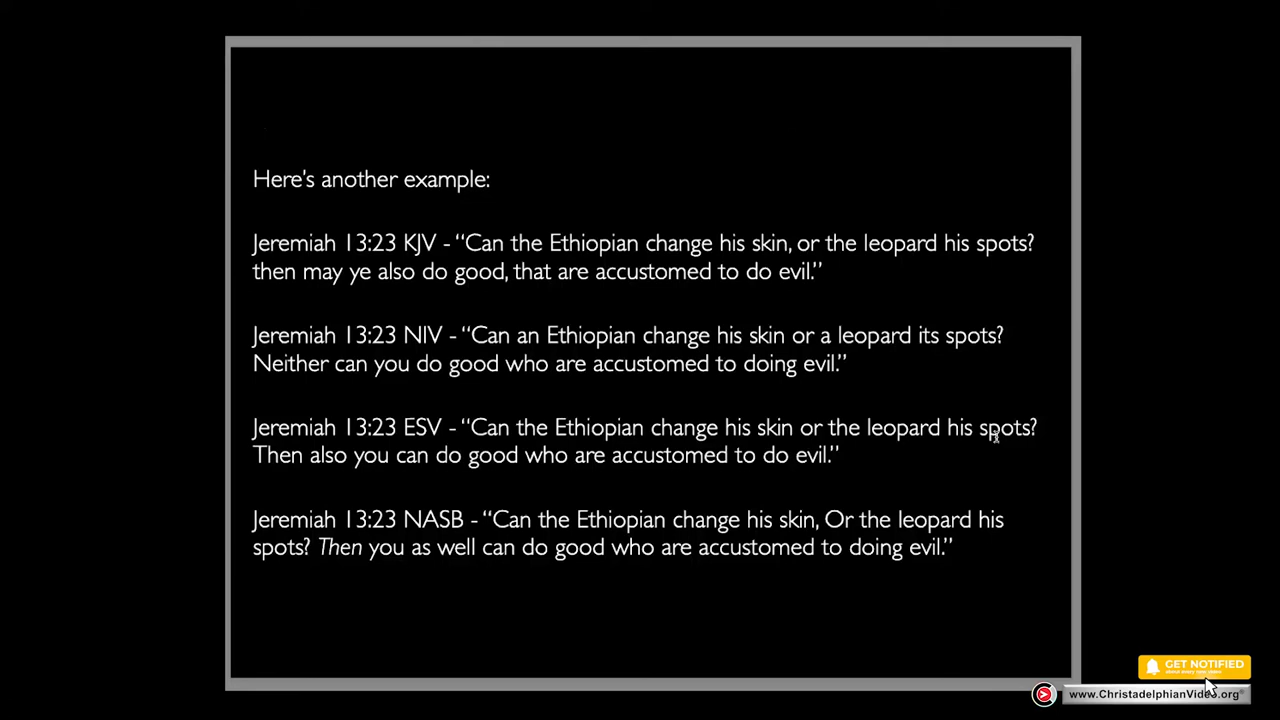 Here's another example:
Jeremiah 13:23 KJV - “Can the Ethiopian change his skin, or the leopard his spots?
then may ye also do good, that are accustomed to do evil.”
Jeremiah 13:23 NIV - “Can an Ethiopian change his skin or a leopard its spots?
Neither can you do good who are accustomed to doing evil.”
Jeremiah 13:23 ESV - “Can the Ethiopian change his skin or the leopard his spots?
Then also you can do good who are accustomed to do evil.”
Jeremiah 13:23 NASB - “Can the Ethiopian change his skin, Or the leopard his
spots? Then you as well can do good who are accustomed to doing evil.”
GET NOTIFIED
about every new video
www.ChristadelphianVideo.org